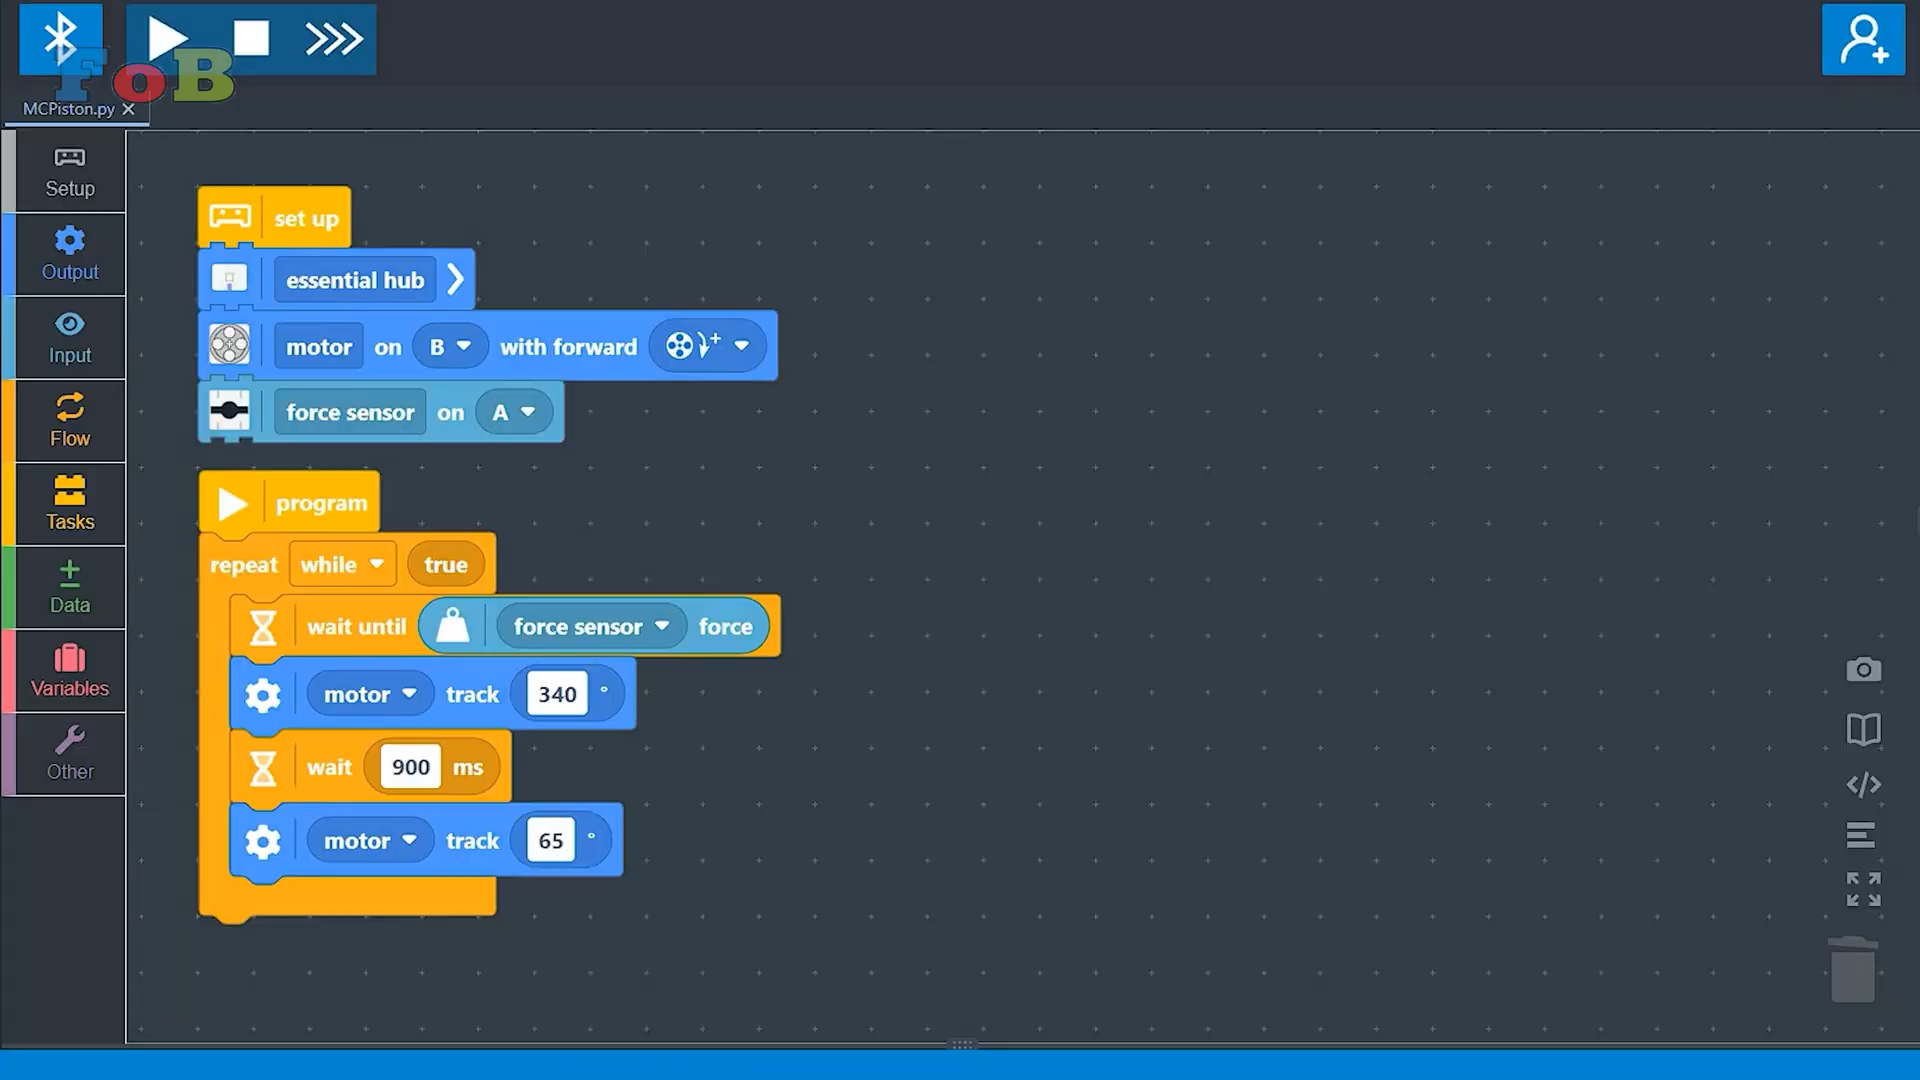 FoB
MCPiston.py
Setup
Output
Input
Flow
Tasks
Data
Variables
Other
set up
essential hub
motor on B with forward
force sensor on A
program
repeat while true
wait until force sensor force
motor track 340 °
wait 900 ms
motor track 65 °